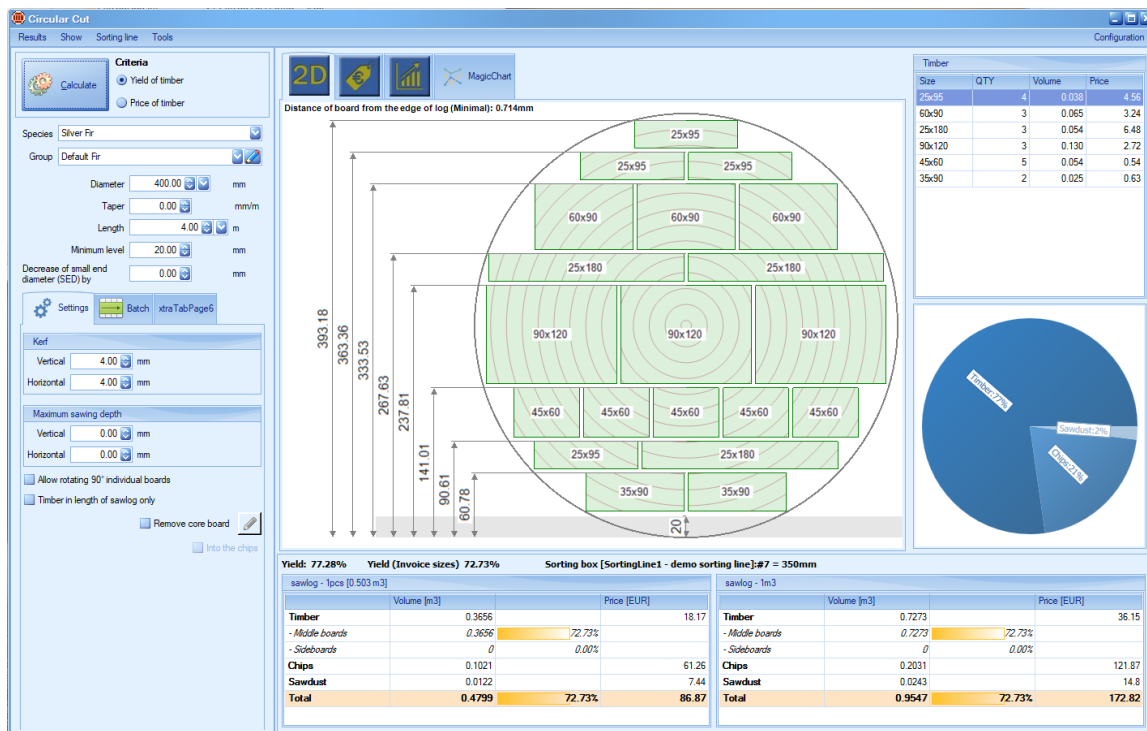 Circular Cut
Results Show Sorting line Tools Configuration
Criteria
Calculate
Yield of timber
Price of timber
Species Silver Fir
Group Default Fir
Diameter 400.00 mm
Taper 0.00 mm/m
Length 4.00 m
Minimum level 20.00 mm
Decrease of small end
diameter (SED) by 0.00 mm
Settings Batch xtraTabPage6
Kerf
Vertical 4.00 mm
Horizontal 4.00 mm
Maximum sawing depth
Vertical 0.00 mm
Horizontal 0.00 mm
Allow rotating 90° individual boards
Timber in length of sawlog only
Remove core board
Into the chips
2D € MagicChart
Distance of board from the edge of log (Minimal): 0.714mm
25x95
25x95 25x95
60x90 60x90 60x90
25x180 25x180
90x120 90x120 90x120
45x60 45x60 45x60 45x60 45x60
25x95 25x180
35x90 35x90
393.18
363.36
333.53
267.63
237.81
141.01
90.61
60.78
20
Timber
Size QTY Volume Price
25x95 4 0.038 4.56
60x90 3 0.065 3.24
25x180 3 0.054 6.48
90x120 3 0.130 2.72
45x60 5 0.054 0.54
35x90 2 0.025 0.63
Timber:77%
Sawdust:2%
Chips:21%
Yield: 77.28% Yield (Invoice sizes) 72.73% Sorting box [SortingLine1 - demo sorting line]:#7 = 350mm
sawlog - 1pcs [0.503 m3]
Volume [m3] Price [EUR]
Timber 0.3656 18.17
- Middle boards 0.3656 72.73%
- Sideboards 0 0.00%
Chips 0.1021 61.26
Sawdust 0.0122 7.44
Total 0.4799 72.73% 86.87
sawlog - 1m3
Volume [m3] Price [EUR]
Timber 0.7273 36.15
- Middle boards 0.7273 72.73%
- Sideboards 0 0.00%
Chips 0.2031 121.87
Sawdust 0.0243 14.8
Total 0.9547 72.73% 172.82